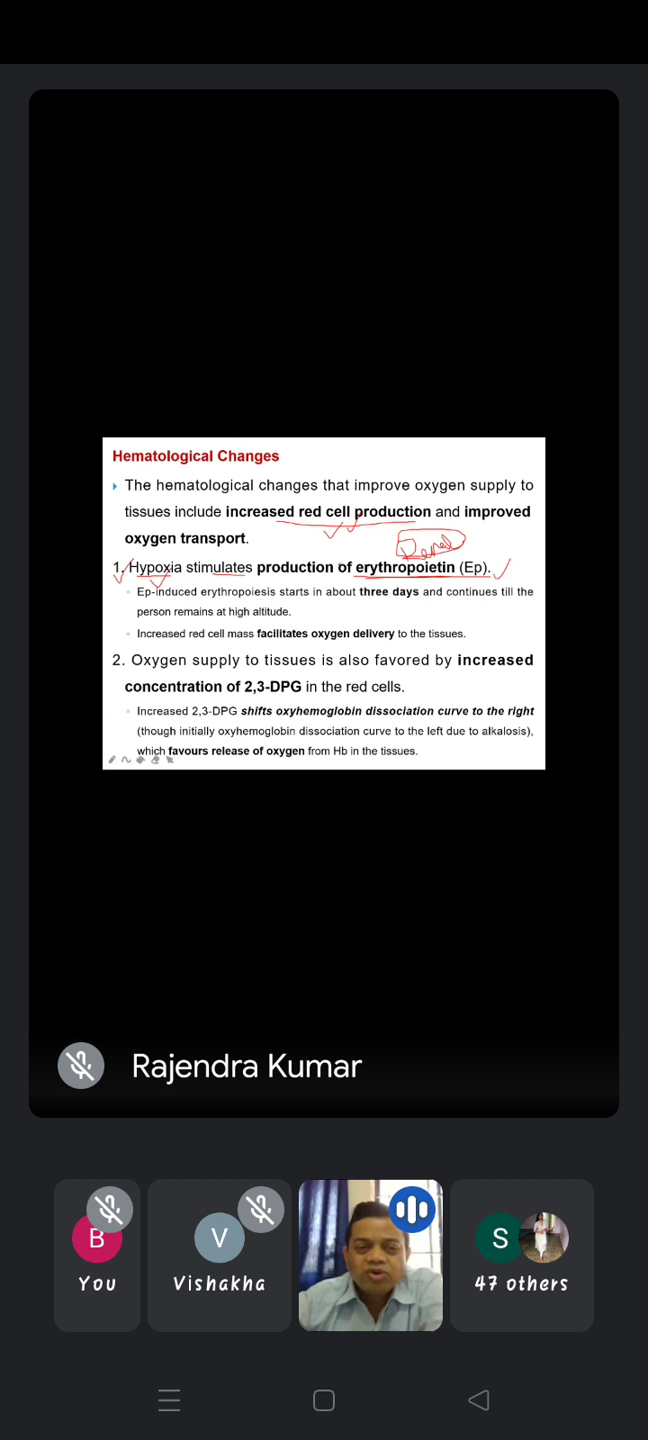 Hematological Changes
The hematological changes that improve oxygen supply to
tissues include increased red cell production and improved
oxygen transport.
Renal
1. Hypoxia stimulates production of erythropoietin (Ep).
Ep-induced erythropoiesis starts in about three days and continues till the
person remains at high altitude.
Increased red cell mass facilitates oxygen delivery to the tissues.
2. Oxygen supply to tissues is also favored by increased
concentration of 2,3-DPG in the red cells.
Increased 2,3-DPG shifts oxyhemoglobin dissociation curve to the right
(though initially oxyhemoglobin dissociation curve to the left due to alkalosis),
which favours release of oxygen from Hb in the tissues.
Rajendra Kumar
B
V
S
You
Vishakha
47 others